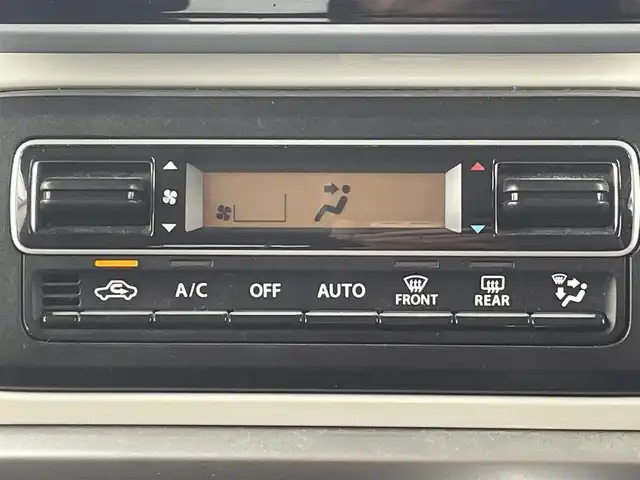 A/C OFF AUTO FRONT REAR